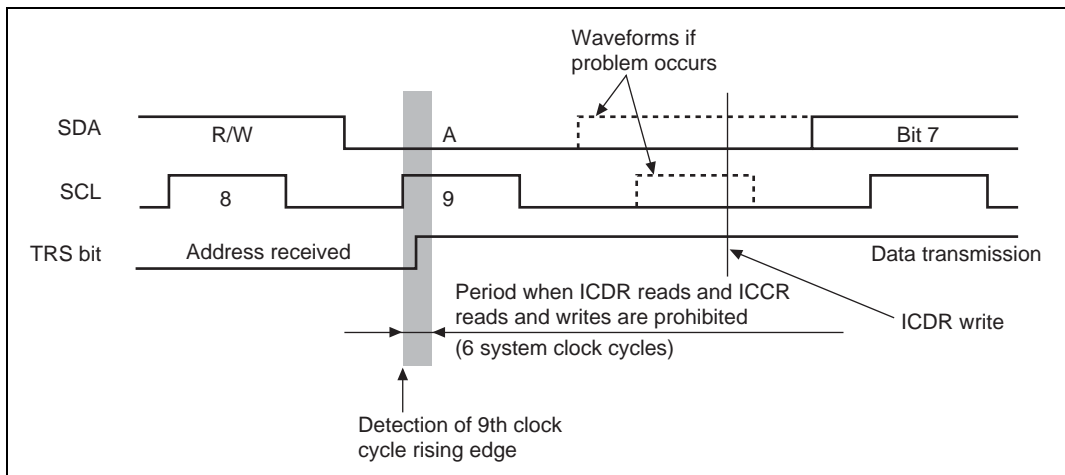 Waveforms if
problem occurs
SDA
R/W
A
Bit 7
SCL
8
9
TRS bit
Address received
Data transmission
Period when ICDR reads and ICCR
reads and writes are prohibited
(6 system clock cycles)
ICDR write
Detection of 9th clock
cycle rising edge